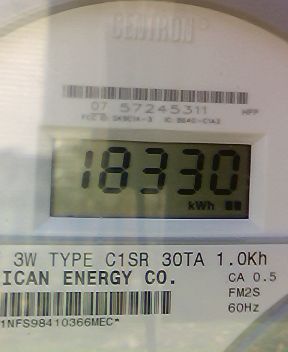 CENTRON
07 57245311 HPP
18330
kWh
3W TYPE C1SR 30TA 1.0Kh
ICAN ENERGY CO.
CA 0.5
FM2S
60Hz
1NFS98410366MEC*